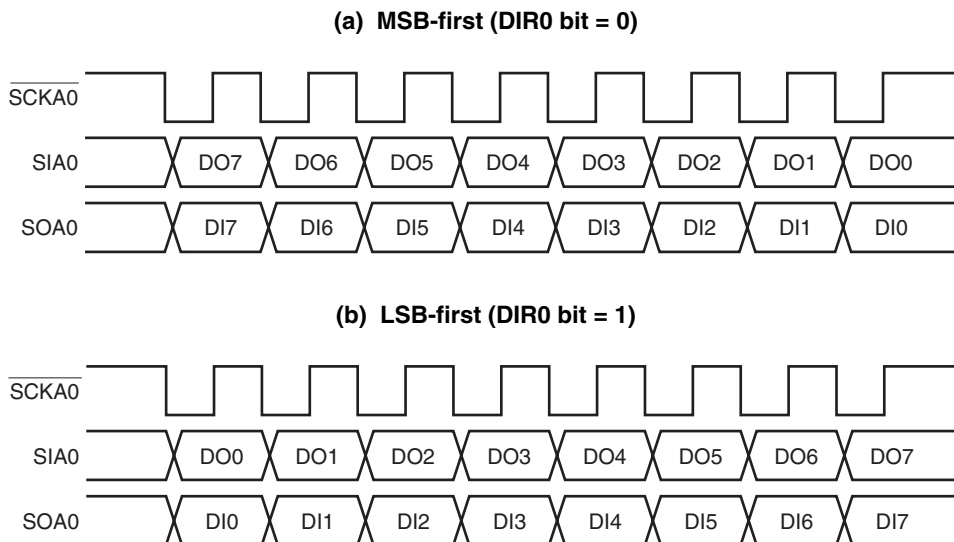 (a) MSB-first (DIR0 bit = 0)
SCKA0
SIA0 DO7 DO6 DO5 DO4 DO3 DO2 DO1 DO0
SOA0 DI7 DI6 DI5 DI4 DI3 DI2 DI1 DI0
(b) LSB-first (DIR0 bit = 1)
SCKA0
SIA0 DO0 DO1 DO2 DO3 DO4 DO5 DO6 DO7
SOA0 DI0 DI1 DI2 DI3 DI4 DI5 DI6 DI7